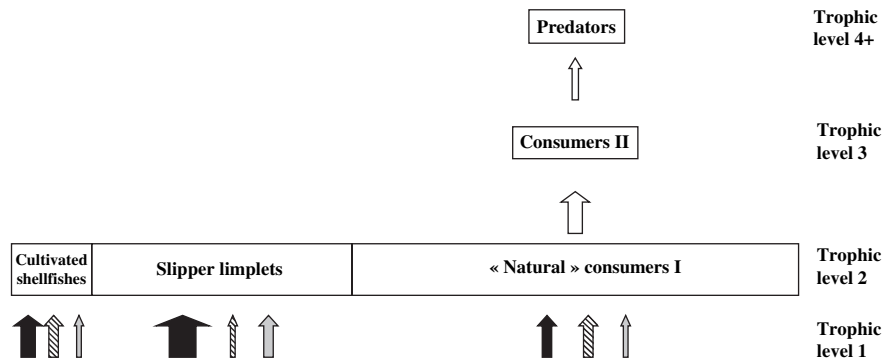 Predators
Trophic
level 4+
Consumers II
Trophic
level 3
Cultivated
shellfishes
Slipper limplets
« Natural » consumers I
Trophic
level 2
Trophic
level 1